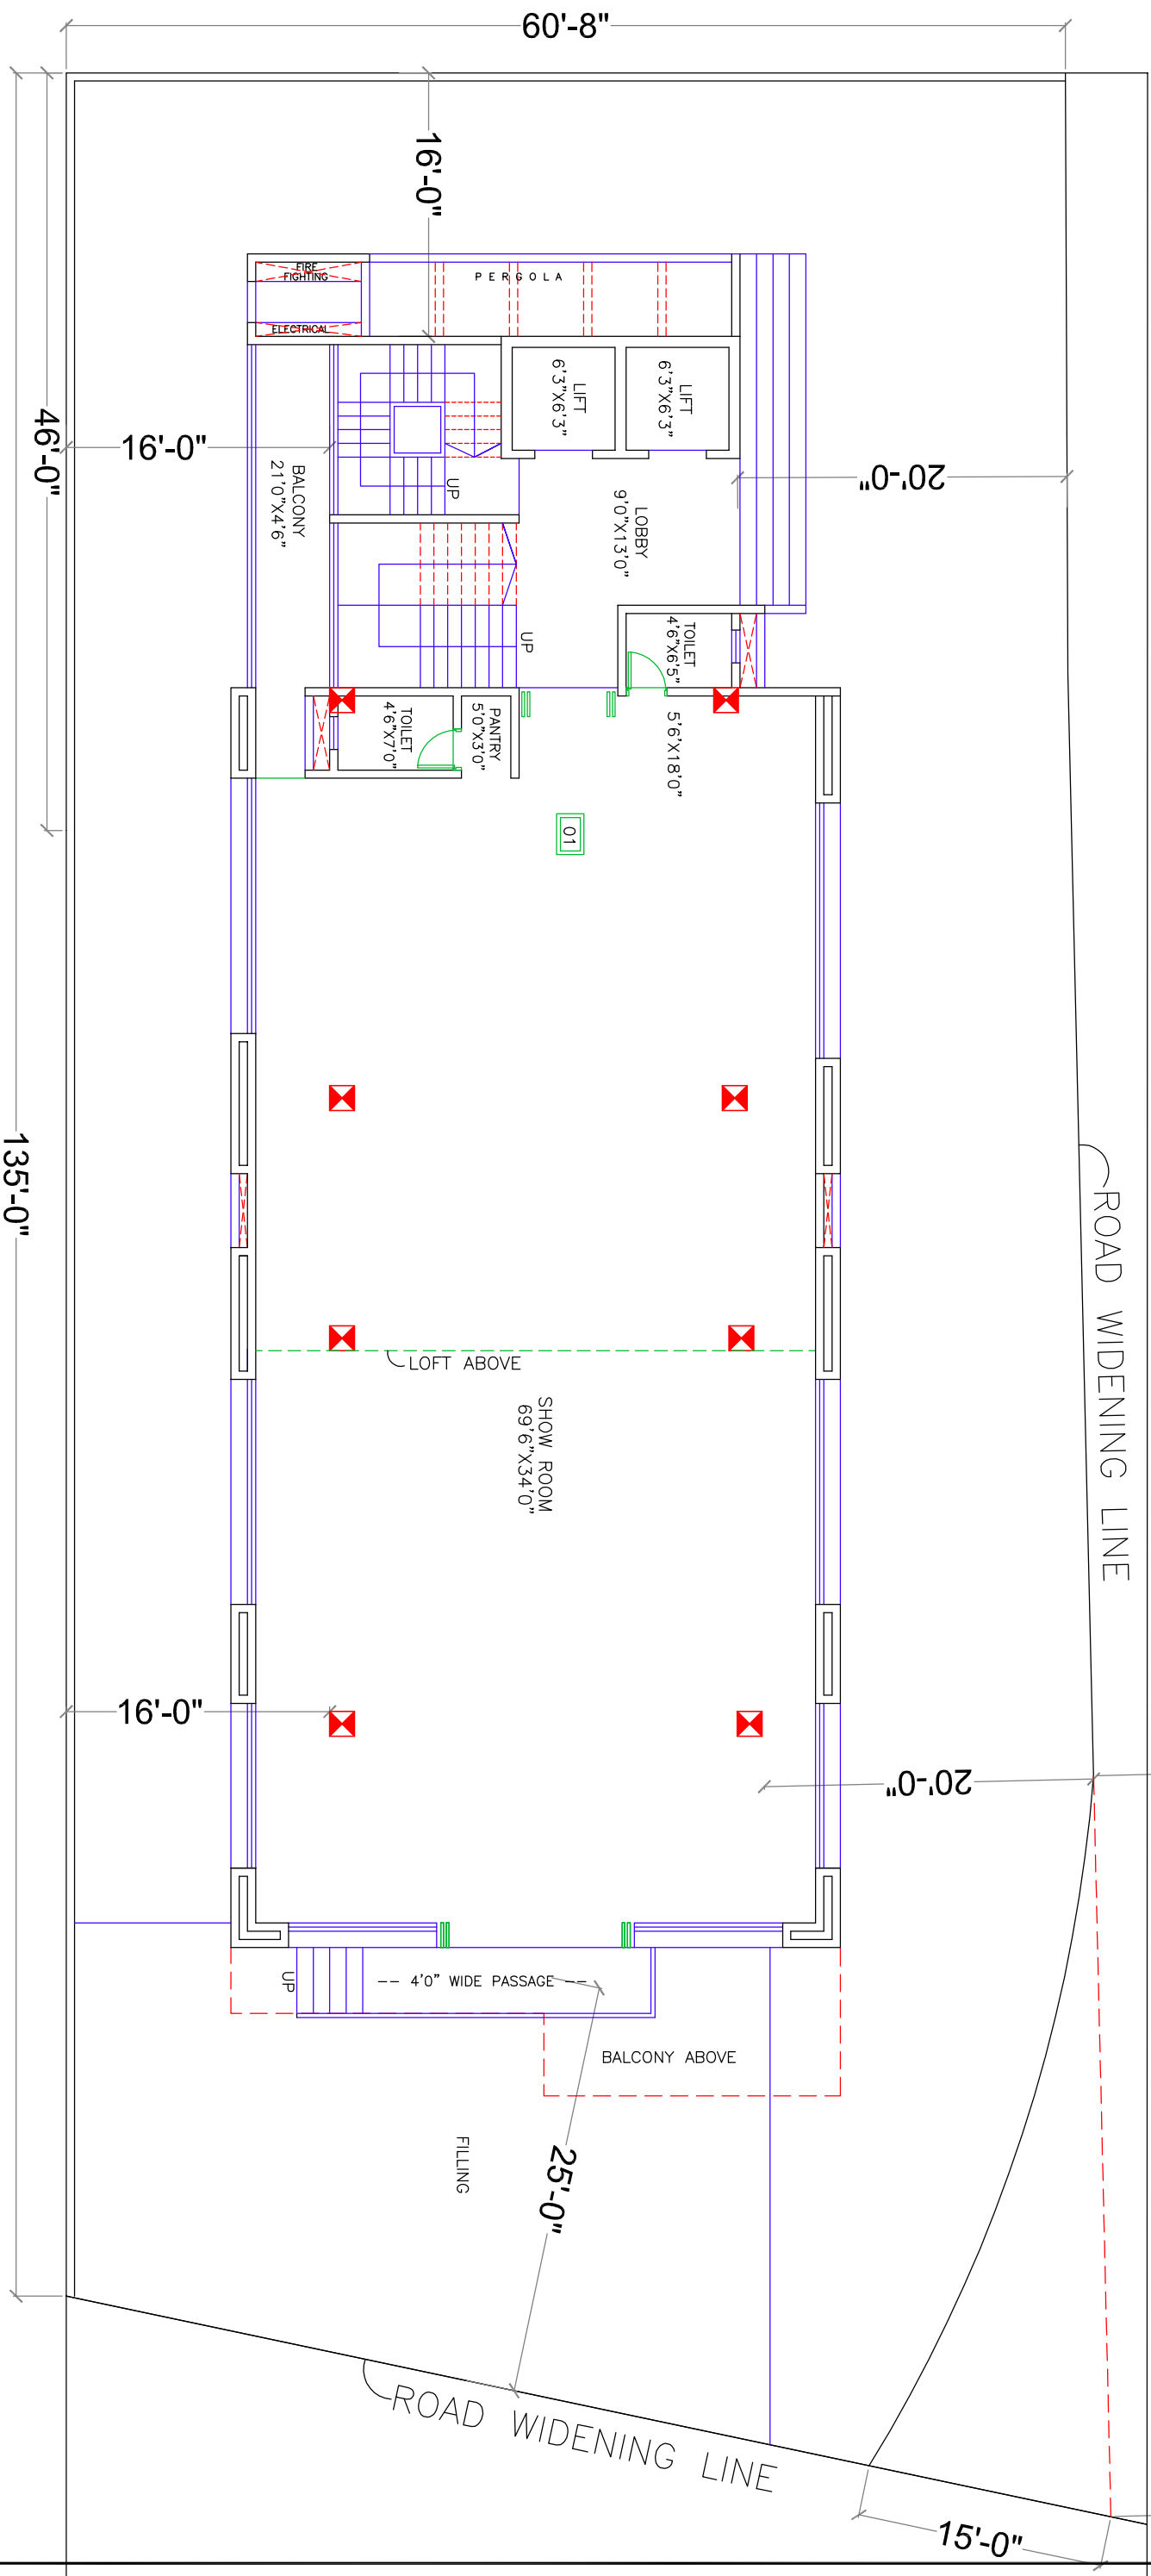 60'-8"
16'-0"
FIRE
FIGHTING
PERGOLA
ELECTRICAL
LIFT
6'3"X6'3"
LIFT
6'3"X6'3"
46'-0"
16'-0"
20'-0"
BALCONY
21'0"X4'6"
UP
LOBBY
9'0"X13'0"
UP
TOILET
4'6"X6'5"
TOILET
4'6"X7'0"
PANTRY
5'0"X3'0"
5'6"X18'0"
01
135'-0"
ROAD WIDENING LINE
LOFT ABOVE
SHOW ROOM
69'6"X34'0"
16'-0"
20'-0"
UP
-- 4'0" WIDE PASSAGE --
BALCONY ABOVE
FILLING
25'-0"
ROAD WIDENING LINE
15'-0"